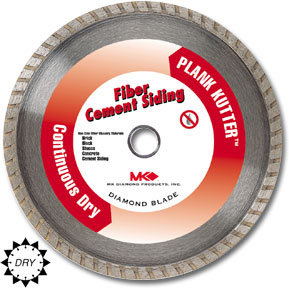 Fiber
Cement Siding
PLANK KUTTER™
Brick
Block
Stucco
Concrete
Cement Siding
Continuous Dry
MK
MK DIAMOND PRODUCTS, INC.
DIAMOND BLADE
DRY